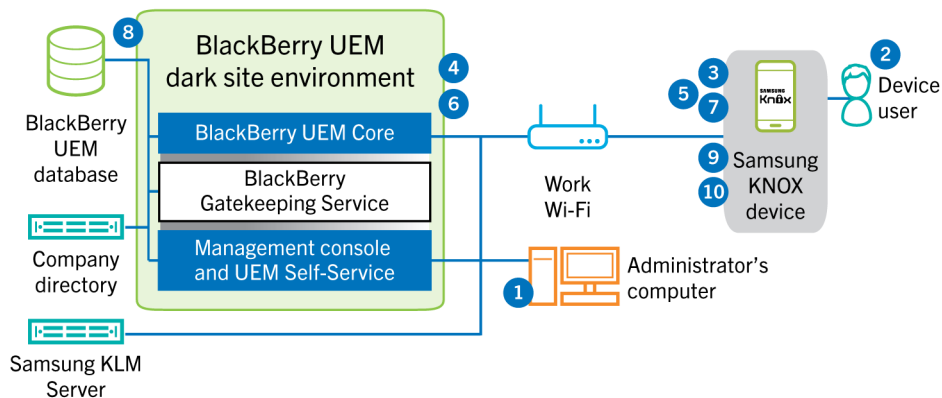 8
BlackBerry UEM
dark site environment
4
6
2
3
5
7
SAMSUNG
Knox
Device
user
BlackBerry
UEM
database
BlackBerry UEM Core
BlackBerry
Gatekeeping Service
Work
Wi-Fi
9
10
Samsung
KNOX
device
Company
directory
Management console
and UEM Self-Service
1
Administrator's
computer
Samsung KLM
Server